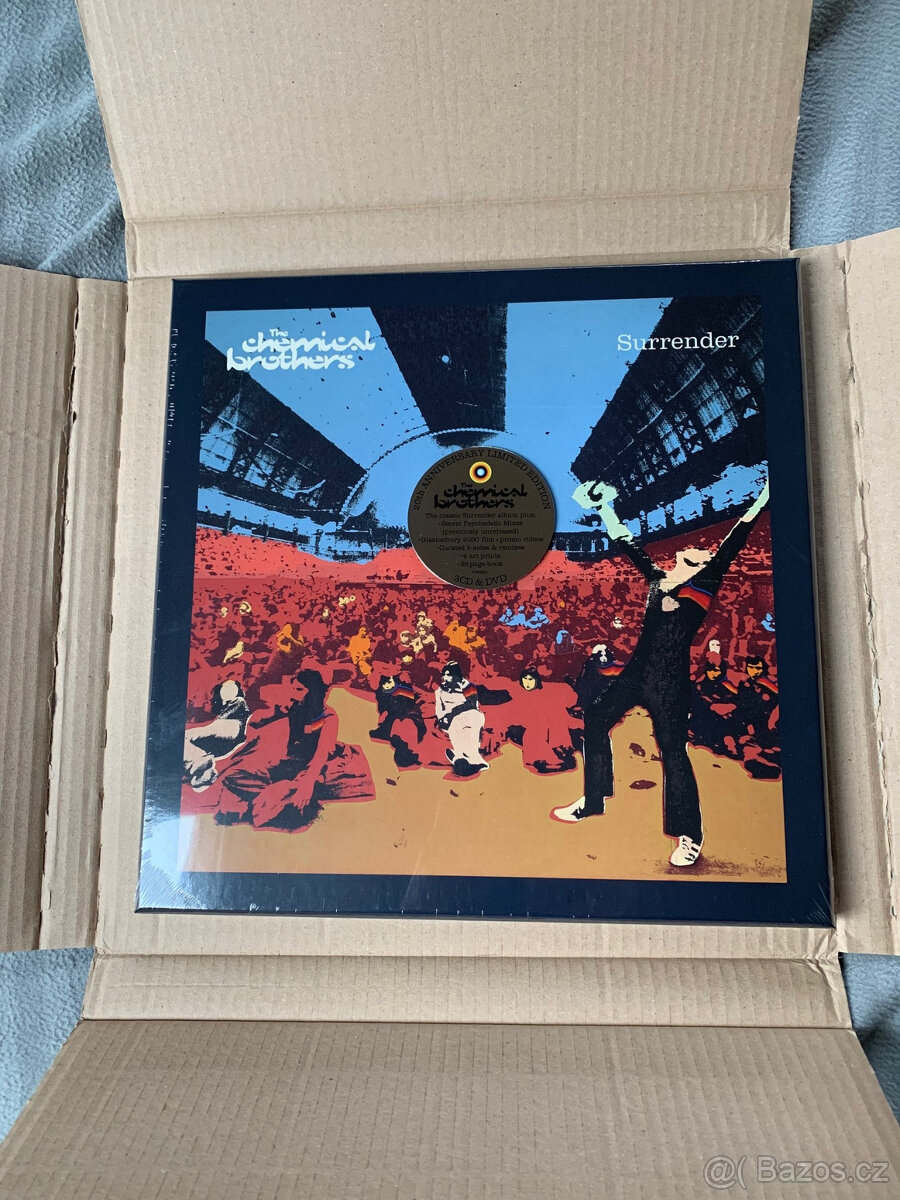 The
chemical
brothers
Surrender
20th ANNIVERSARY LIMITED EDITION
The
chemical
brothers
The classic Surrender album plus:
•Secret Psychedelic Mixes
(previously unreleased)
•Glastonbury 2000 film + promo videos
•Curated b-sides & remixes
•4 art prints
•28 page book
3CD & DVD
@( Bazos.cz